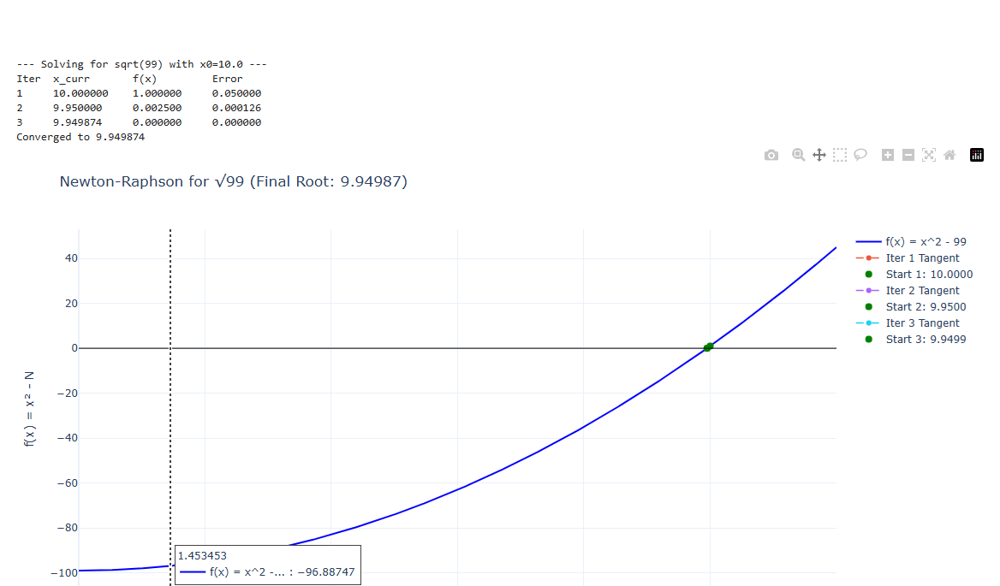 --- Solving for sqrt(99) with x0=10.0 ---
Iter x_curr f(x) Error
1 10.000000 1.000000 0.050000
2 9.950000 0.002500 0.000126
3 9.949874 0.000000 0.000000
Converged to 9.949874
Newton-Raphson for √99 (Final Root: 9.94987)
f(x) = x^2 - 99
Iter 1 Tangent
Start 1: 10.0000
Iter 2 Tangent
Start 2: 9.9500
Iter 3 Tangent
Start 3: 9.9499
40
20
0
−20
−40
−60
−80
−100
f(x) = x² - N
1.453453
f(x) = x^2 -... : −96.88747